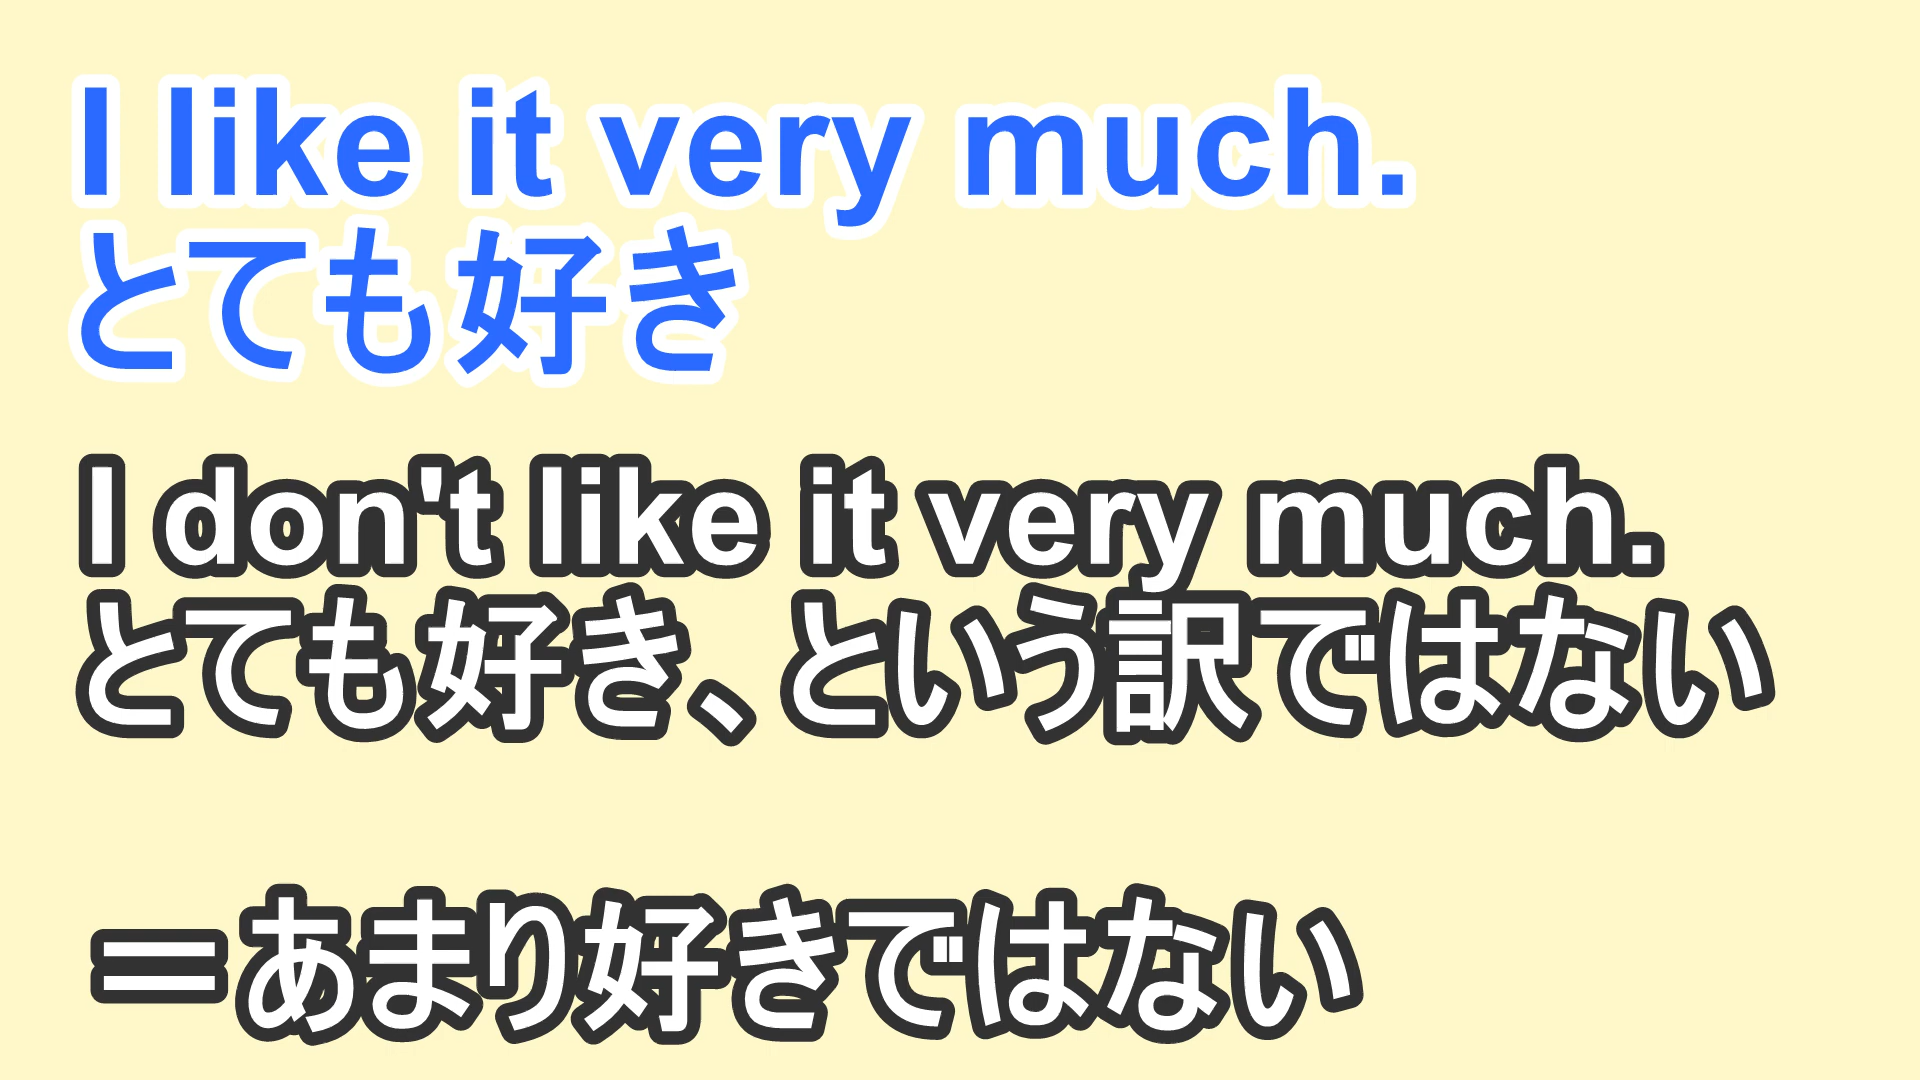 I like it very much.
とても好き
I don't like it very much.
とても好き、という訳ではない
＝あまり好きではない